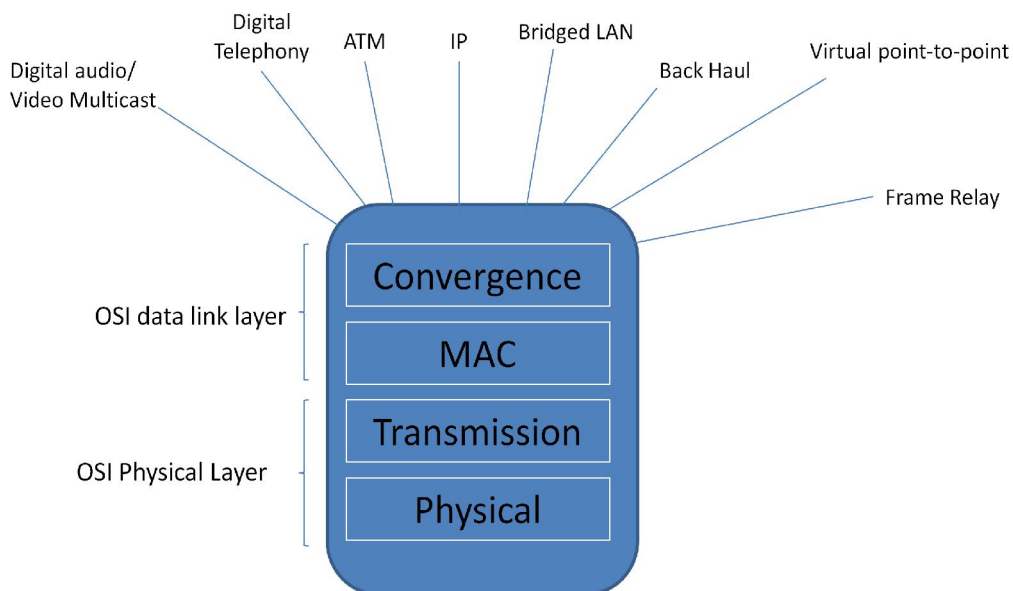 Digital
Telephony
ATM
IP
Bridged LAN
Virtual point-to-point
Digital audio/
Video Multicast
Back Haul
Frame Relay
Convergence
OSI data link layer
MAC
Transmission
OSI Physical Layer
Physical